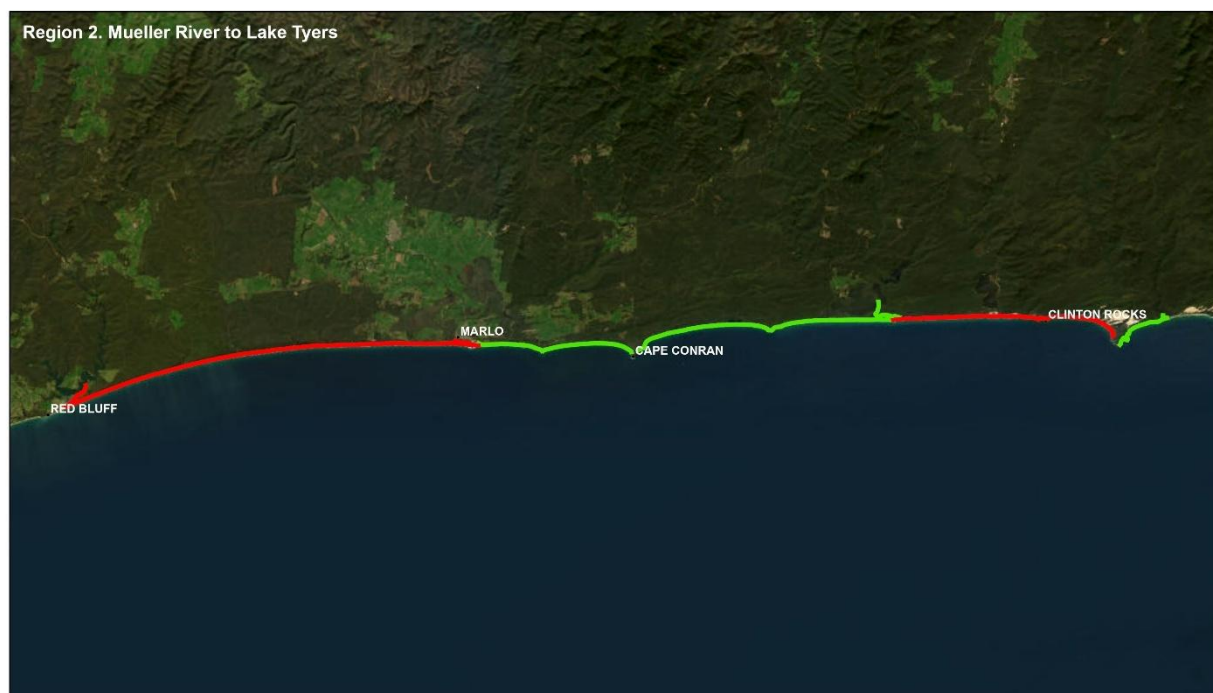 Region 2. Mueller River to Lake Tyers
CLINTON ROCKS
MARLO
CAPE CONRAN
RED BLUFF